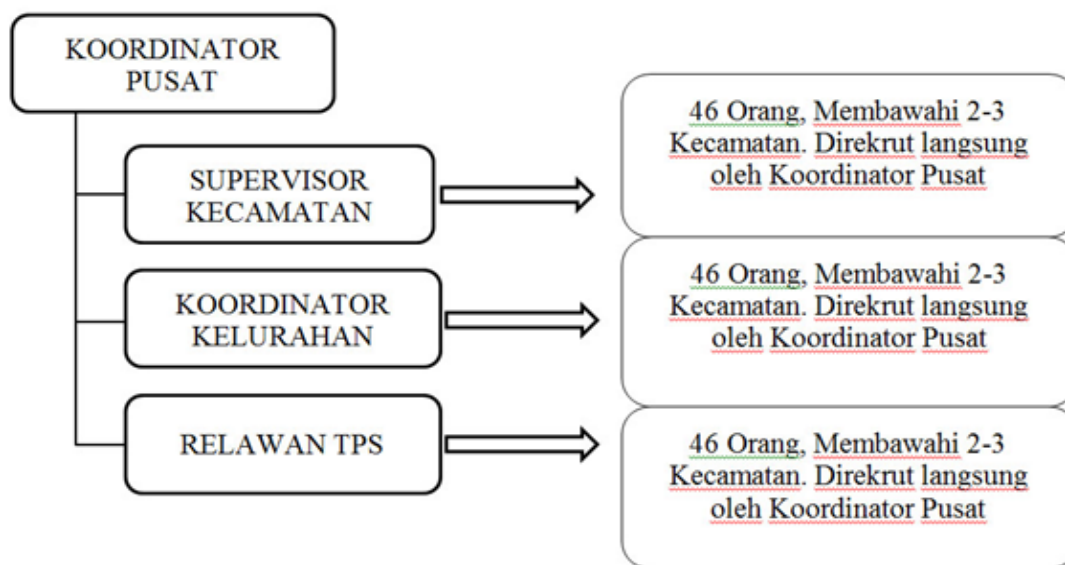 KOORDINATOR
PUSAT
SUPERVISOR
KECAMATAN
46 Orang, Membawahi 2-3
Kecamatan. Direkrut langsung
oleh Koordinator Pusat
KOORDINATOR
KELURAHAN
46 Orang, Membawahi 2-3
Kecamatan. Direkrut langsung
oleh Koordinator Pusat
RELAWAN TPS
46 Orang, Membawahi 2-3
Kecamatan. Direkrut langsung
oleh Koordinator Pusat